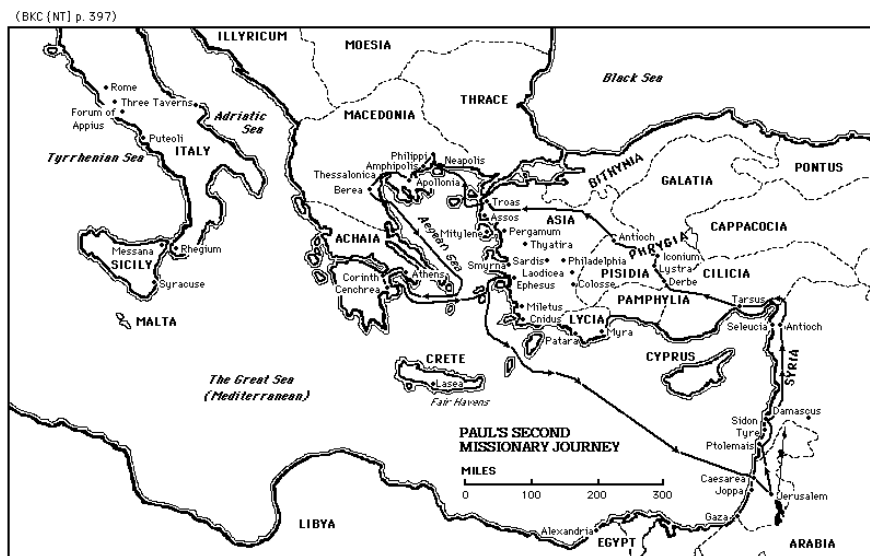 (BKC {NT} p. 397)
ILLYRICUM
MOESIA
Black Sea
Rome
Three Taverns
Forum of
Appius
Adriatic
Sea
MACEDONIA
THRACE
Puteoli
ITALY
Tyrrhenian Sea
Philippi
Neapolis
Amphipolis
Thessalonica
Apollonia
Berea
BITHYNIA
PONTUS
GALATIA
Troas
Assos
ASIA
CAPPACOCIA
Aegean Sea
Mitylene
Pergamum
Antioch
PHRYGIA
ACHAIA
Thyatira
Messana
Rhegium
SICILY
Iconium
Smyrna
Sardis
Philadelphia
Lystra
Corinth
Athens
Laodicea
PISIDIA
CILICIA
Syracuse
Cenchrea
Ephesus
Colosse
Derbe
PAMPHYLIA
Tarsus
Miletus
MALTA
Cnidus
LYCIA
Seleucia
Antioch
Patara
Myra
CRETE
CYPRUS
SYRIA
The Great Sea
(Mediterranean)
Lasea
Fair Havens
Damascus
Sidon
Tyre
PAUL'S SECOND
MISSIONARY JOURNEY
Ptolemais
MILES
Caesarea
0 100 200 300
Joppa
Jerusalem
Gaza
LIBYA
Alexandria
EGYPT
ARABIA